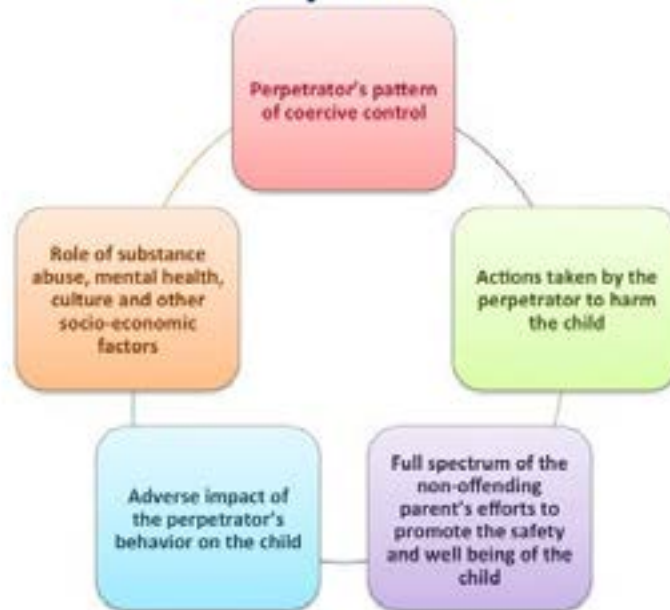 Perpetrator's pattern
of coercive control
Actions taken by the
perpetrator to harm
the child
Full spectrum of the
non-offending
parent's efforts to
promote the safety
and well being of the
child
Adverse impact of
the perpetrator's
behavior on the child
Role of substance
abuse, mental health,
culture and other
socio-economic
factors